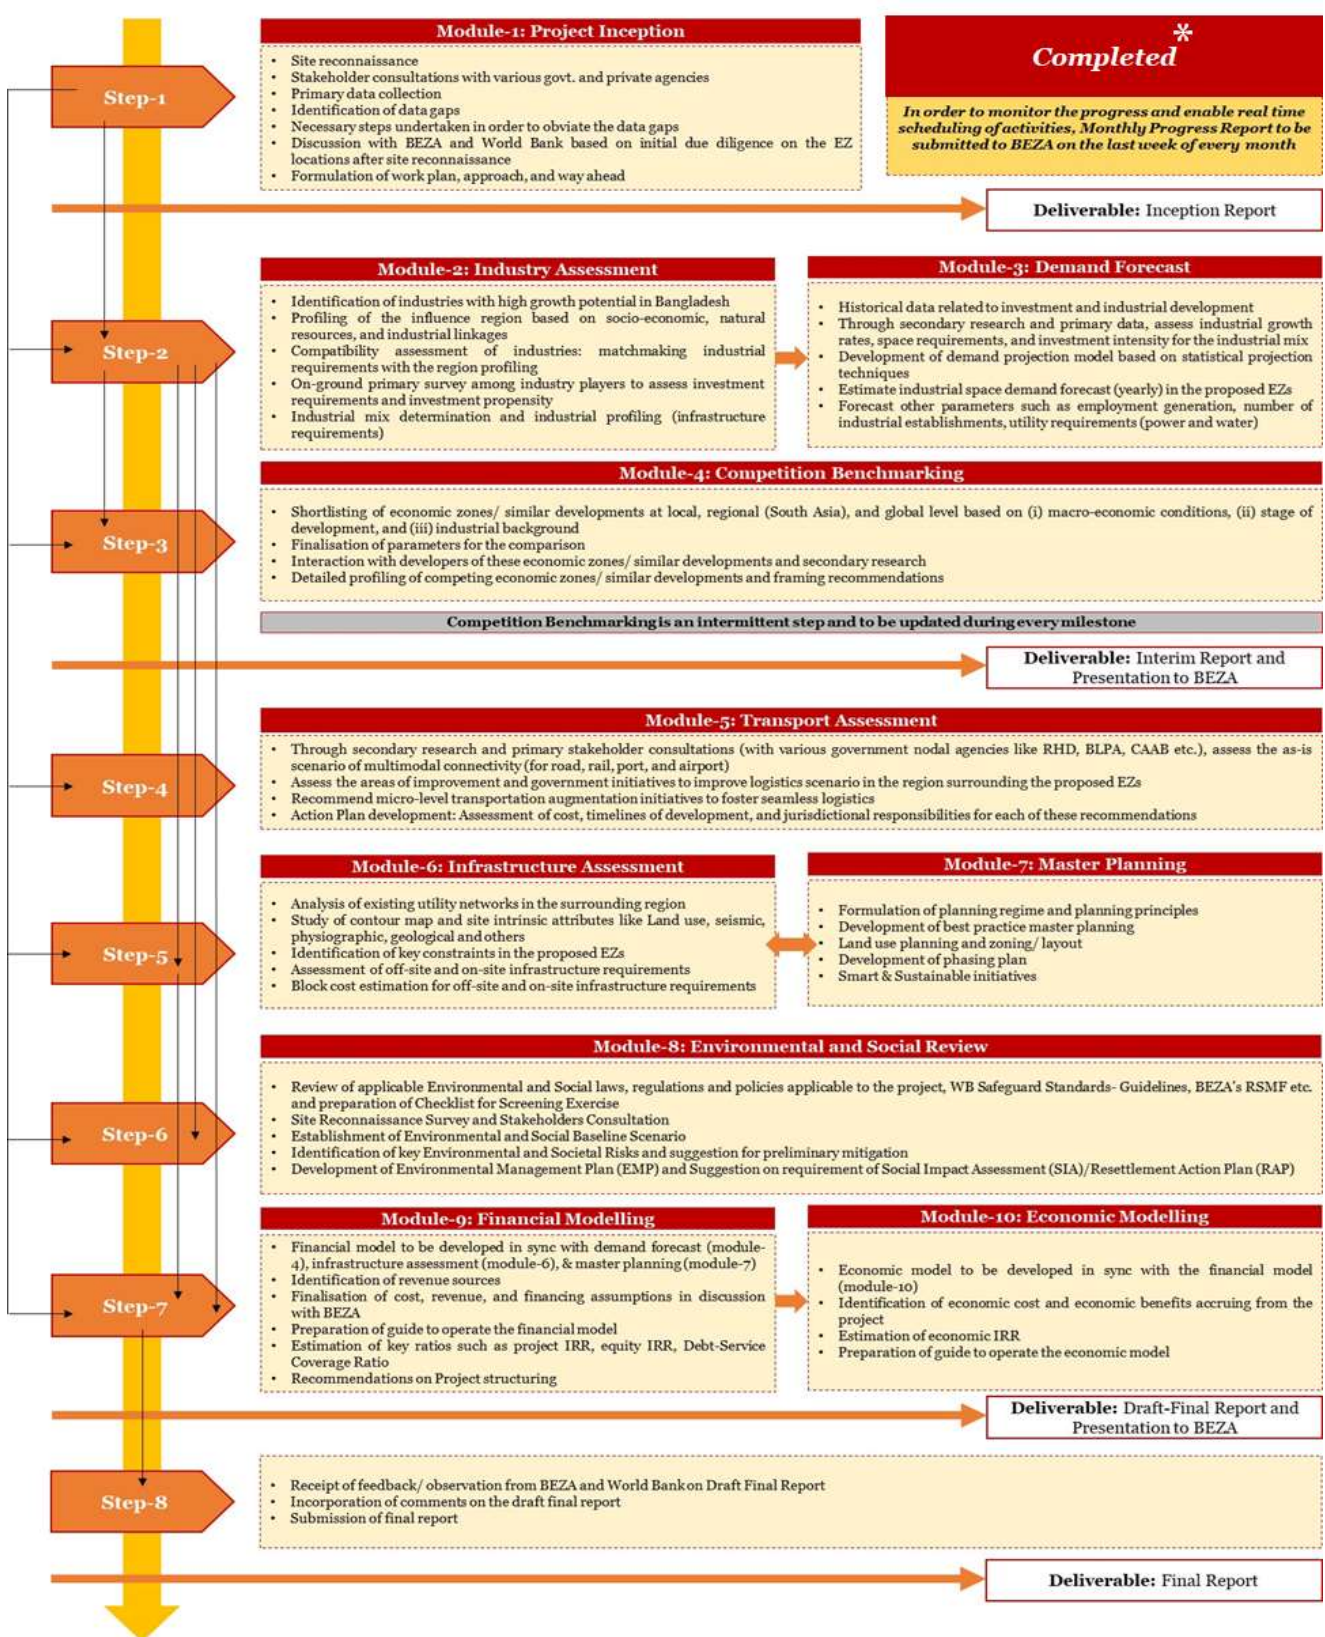 Module-1: Project Inception
• Site reconnaissance
• Stakeholder consultations with various govt. and private agencies
• Primary data collection
• Identification of data gaps
• Necessary steps undertaken in order to obviate the data gaps
• Discussion with BEZA and World Bank based on initial due diligence on the EZ
locations after site reconnaissance
• Formulation of work plan, approach, and way ahead
Completed*
In order to monitor the progress and enable real time
scheduling of activities, Monthly Progress Report to be
submitted to BEZA on the last week of every month
Step-1
Deliverable: Inception Report
Module-2: Industry Assessment
• Identification of industries with high growth potential in Bangladesh
• Profiling of the influence region based on socio-economic, natural
resources, and industrial linkages
• Compatibility assessment of industries: matchmaking industrial
requirements with the region profiling
• On-ground primary survey among industry players to assess investment
requirements and investment propensity
• Industrial mix determination and industrial profiling (infrastructure
requirements)
Module-3: Demand Forecast
• Historical data related to investment and industrial development
• Through secondary research and primary data, assess industrial growth
rates, space requirements, and investment intensity for the industrial mix
• Development of demand projection model based on statistical projection
techniques
• Estimate industrial space demand forecast (yearly) in the proposed EZs
• Forecast other parameters such as employment generation, number of
industrial establishments, utility requirements (power and water)
Step-2
Module-4: Competition Benchmarking
• Shortlisting of economic zones/ similar developments at local, regional (South Asia), and global level based on (i) macro-economic conditions, (ii) stage of
development, and (iii) industrial background
• Finalisation of parameters for the comparison
• Interaction with developers of these economic zones/ similar developments and secondary research
• Detailed profiling of competing economic zones/ similar developments and framing recommendations
Step-3
Competition Benchmarking is an intermittent step and to be updated during every milestone
Deliverable: Interim Report and
Presentation to BEZA
Module-5: Transport Assessment
• Through secondary research and primary stakeholder consultations (with various government nodal agencies like RHD, BLPA, CAAB etc.), assess the as-is
scenario of multimodal connectivity (for road, rail, port, and airport)
• Assess the areas of improvement and government initiatives to improve logistics scenario in the region surrounding the proposed EZs
• Recommend micro-level transportation augmentation initiatives to foster seamless logistics
• Action Plan development: Assessment of cost, timelines of development, and jurisdictional responsibilities for each of these recommendations
Step-4
Module-6: Infrastructure Assessment
• Analysis of existing utility networks in the surrounding region
• Study of contour map and site intrinsic attributes like Land use, seismic,
physiographic, geological and others
• Identification of key constraints in the proposed EZs
• Assessment of off-site and on-site infrastructure requirements
• Block cost estimation for off-site and on-site infrastructure requirements
Module-7: Master Planning
• Formulation of planning regime and planning principles
• Development of best practice master planning
• Land use planning and zoning/ layout
• Development of phasing plan
• Smart & Sustainable initiatives
Step-5
Module-8: Environmental and Social Review
• Review of applicable Environmental and Social laws, regulations and policies applicable to the project, WB Safeguard Standards- Guidelines, BEZA's RSMF etc.
and preparation of Checklist for Screening Exercise
• Site Reconnaissance Survey and Stakeholders Consultation
• Establishment of Environmental and Social Baseline Scenario
• Identification of key Environmental and Societal Risks and suggestion for preliminary mitigation
• Development of Environmental Management Plan (EMP) and Suggestion on requirement of Social Impact Assessment (SIA)/Resettlement Action Plan (RAP)
Step-6
Module-9: Financial Modelling
• Financial model to be developed in sync with demand forecast (module-
4), infrastructure assessment (module-6), & master planning (module-7)
• Identification of revenue sources
• Finalisation of cost, revenue, and financing assumptions in discussion
with BEZA
• Preparation of guide to operate the financial model
• Estimation of key ratios such as project IRR, equity IRR, Debt-Service
Coverage Ratio
• Recommendations on Project structuring
Module-10: Economic Modelling
• Economic model to be developed in sync with the financial model
(module-10)
• Identification of economic cost and economic benefits accruing from the
project
• Estimation of economic IRR
• Preparation of guide to operate the economic model
Step-7
Deliverable: Draft-Final Report and
Presentation to BEZA
Step-8
• Receipt of feedback/ observation from BEZA and World Bank on Draft Final Report
• Incorporation of comments on the draft final report
• Submission of final report
Deliverable: Final Report